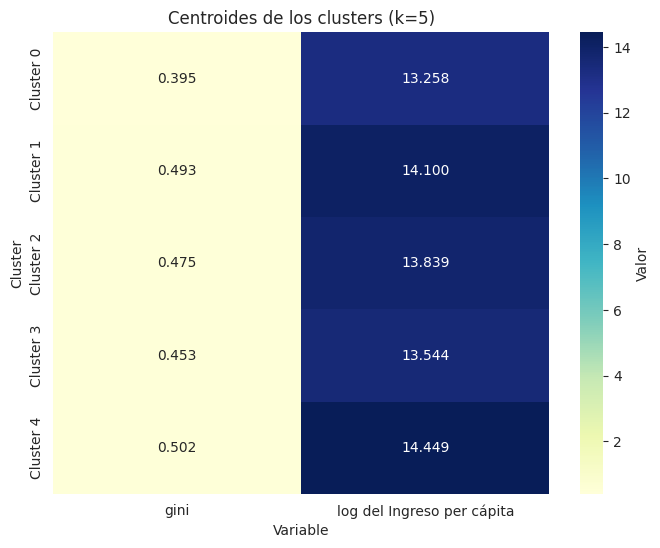 Centroides de los clusters (k=5)
Cluster
Cluster 0
0.395
13.258
Cluster 1
0.493
14.100
Cluster 2
0.475
13.839
Cluster 3
0.453
13.544
Cluster 4
0.502
14.449
gini
log del Ingreso per cápita
Variable
14
12
10
8
6
4
2
Valor